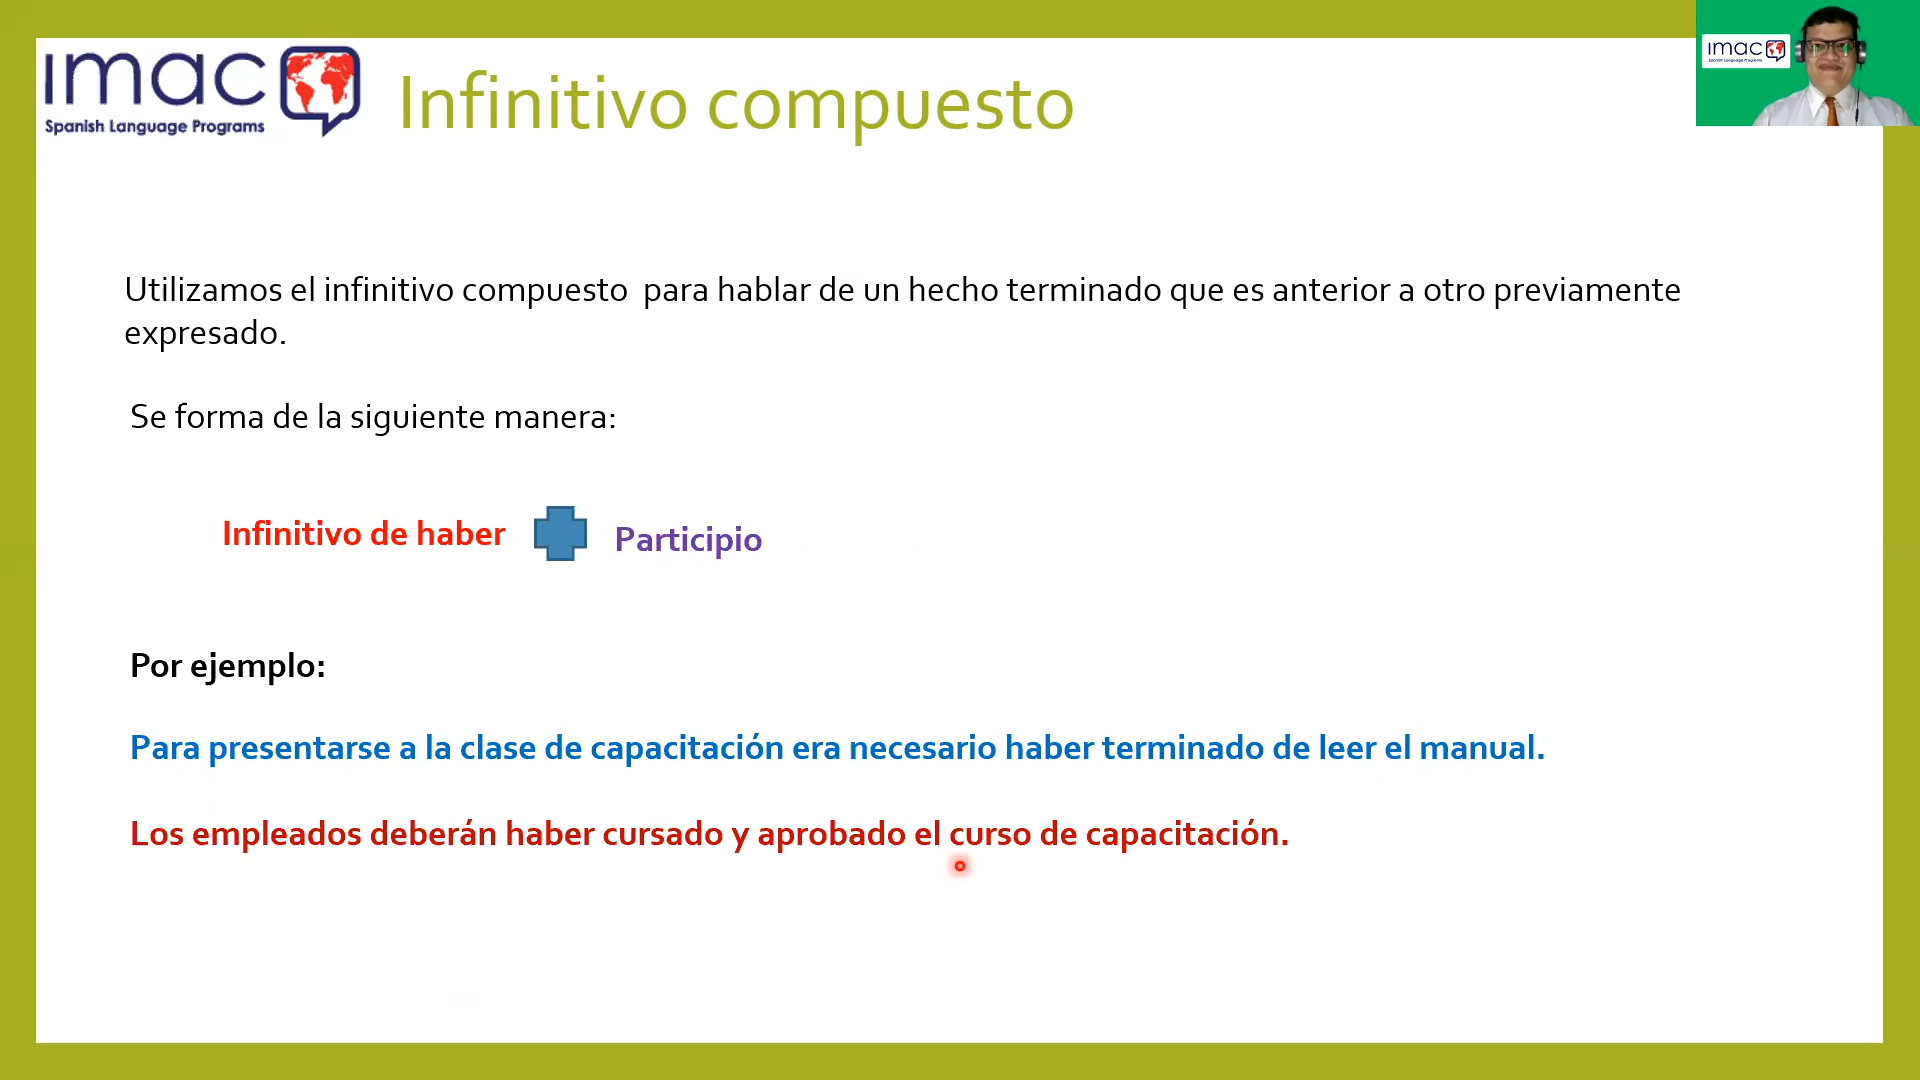 imac
Spanish Language Programs
Infinitivo compuesto
imac
Spanish Language Programs
Utilizamos el infinitivo compuesto  para hablar de un hecho terminado que es anterior a otro previamente
expresado.
Se forma de la siguiente manera:
Infinitivo de haber
Participio
Por ejemplo:
Para presentarse a la clase de capacitación era necesario haber terminado de leer el manual.
Los empleados deberán haber cursado y aprobado el curso de capacitación.